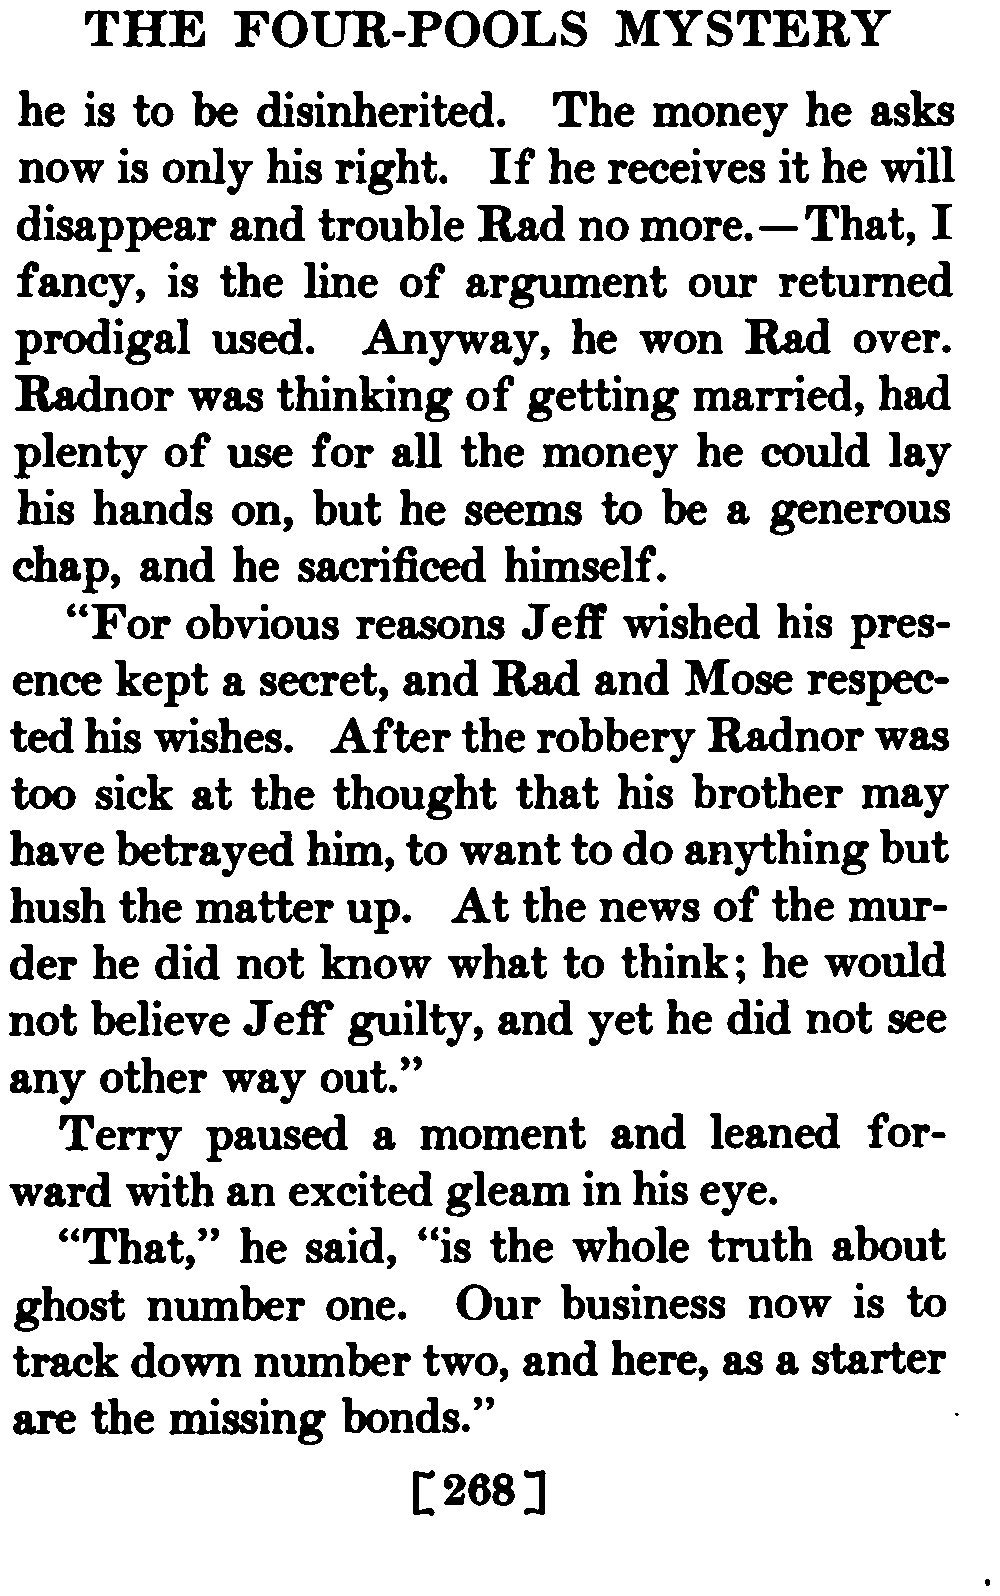 THE FOUR-POOLS MYSTERY
he is to be disinherited. The money he asks
now is only his right. If he receives it he will
disappear and trouble Rad no more.—That, I
fancy, is the line of argument our returned
prodigal used. Anyway, he won Rad over.
Radnor was thinking of getting married, had
plenty of use for all the money he could lay
his hands on, but he seems to be a generous
chap, and he sacrificed himself.
“For obvious reasons Jeff wished his pres-
ence kept a secret, and Rad and Mose respec-
ted his wishes. After the robbery Radnor was
too sick at the thought that his brother may
have betrayed him, to want to do anything but
hush the matter up. At the news of the mur-
der he did not know what to think; he would
not believe Jeff guilty, and yet he did not see
any other way out.”
Terry paused a moment and leaned for-
ward with an excited gleam in his eye.
“That,” he said, “is the whole truth about
ghost number one. Our business now is to
track down number two, and here, as a starter
are the missing bonds.”
[268]